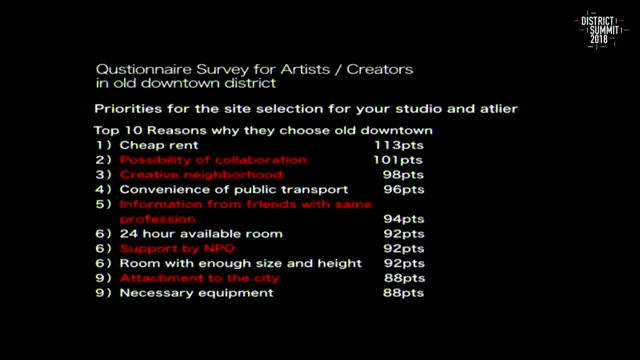 DISTRICT
SUMMIT
2018
Qustionnaire Survey for Artists / Creators
in old downtown district
Priorities for the site selection for your studio and atlier
Top 10 Reasons why they choose old downtown
1) Cheap rent 113pts
2) Possibility of collaboration 101pts
3) Creative neighborhood 98pts
4) Convenience of public transport 96pts
5) Information from friends with same
profession 94pts
6) 24 hour available room 92pts
6) Support by NPO 92pts
6) Room with enough size and height 92pts
9) Attachment to the city 88pts
9) Necessary equipment 88pts